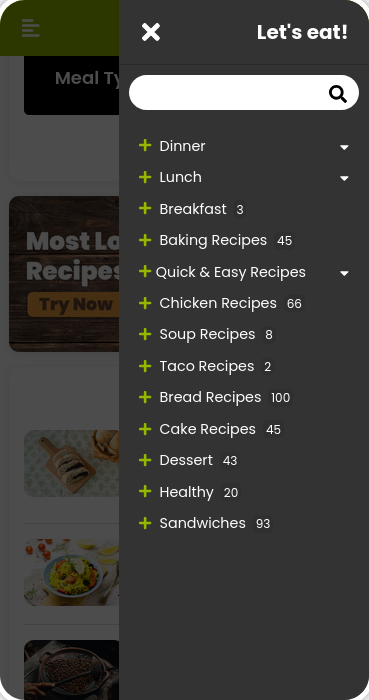 Let's eat!
Meal Ty
Dinner
Lunch
Breakfast 3
Baking Recipes 45
Quick & Easy Recipes
Chicken Recipes 66
Soup Recipes 8
Taco Recipes 2
Bread Recipes 100
Cake Recipes 45
Dessert 43
Healthy 20
Sandwiches 93
Most Lo
Recipes
Try Now